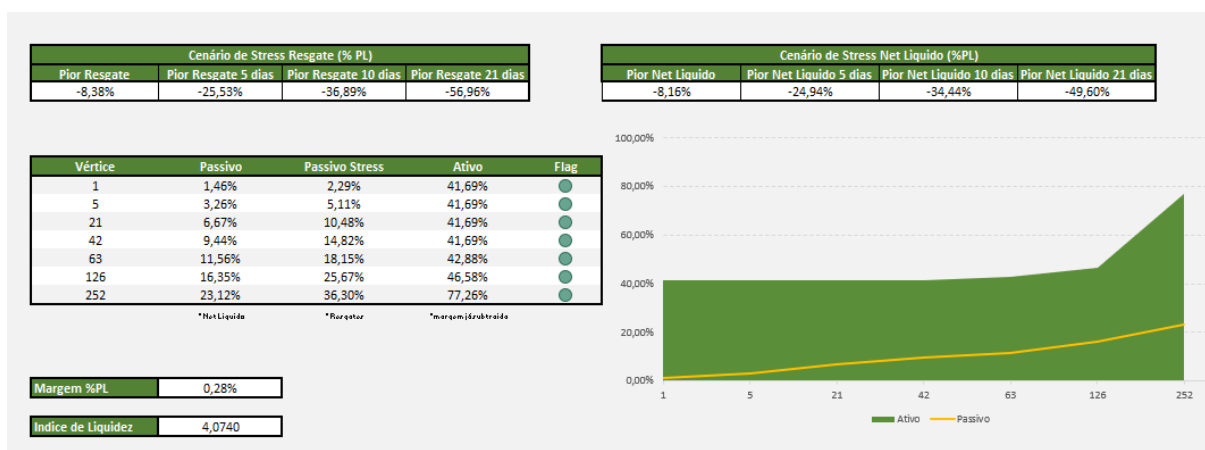 Cenário de Stress Resgate (% PL)
Pior Resgate Pior Resgate 5 dias Pior Resgate 10 dias Pior Resgate 21 dias
-8,38% -25,53% -36,89% -56,96%
Cenário de Stress Net Liquido (%PL)
Pior Net Liquido Pior Net Liquido 5 dias Pior Net Liquido 10 dias Pior Net Liquido 21 dias
-8,16% -24,94% -34,44% -49,60%
Vértice Passivo Passivo Stress Ativo Flag
1 1,46% 2,29% 41,69%
5 3,26% 5,11% 41,69%
21 6,67% 10,48% 41,69%
42 9,44% 14,82% 41,69%
63 11,56% 18,15% 42,88%
126 16,35% 25,67% 46,58%
252 23,12% 36,30% 77,26%
*Net Liquido *Resgates *margem já subtraida
Margem %PL 0,28%
Indice de Liquidez 4,0740
100,00%
80,00%
60,00%
40,00%
20,00%
0,00%
1 5 21 42 63 126 252
Ativo Passivo